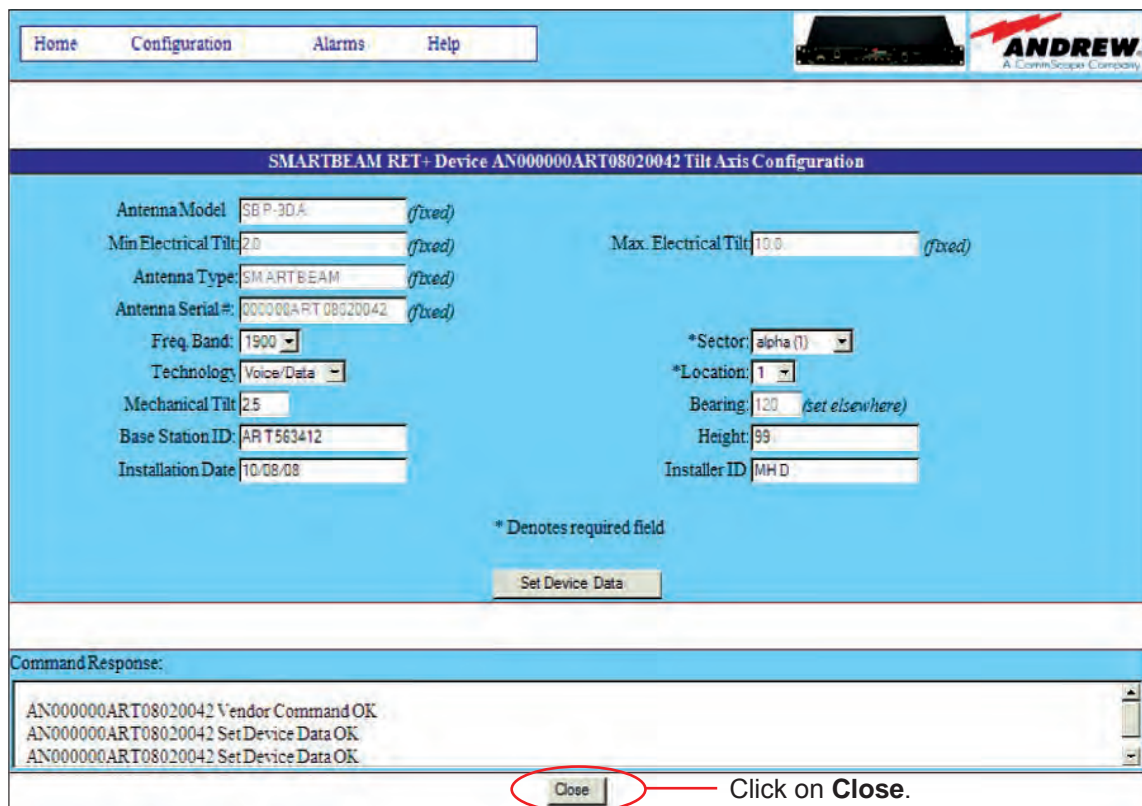 Home Configuration Alarms Help
ANDREW.
A CommScope Company
SMARTBEAM RET+ Device AN000000ART08020042 Tilt Axis Configuration
Antenna Model SBP-3DA (fixed)
Min Electrical Tilt: 2.0 (fixed) Max. Electrical Tilt: 10.0 (fixed)
Antenna Type: SMARTBEAM (fixed)
Antenna Serial #: 000000ART08020042 (fixed)
Freq. Band: 1900 *Sector: alpha (1)
Technology Voice/Data *Location: 1
Mechanical Tilt 2.5 Bearing: 120 (set elsewhere)
Base Station ID: ART563412 Height: 99
Installation Date 10/08/08 Installer ID MHD
* Denotes required field
Set Device Data
Command Response:
AN000000ART08020042 Vendor Command OK
AN000000ART08020042 Set Device Data OK
AN000000ART08020042 Set Device Data OK
Close Click on Close.